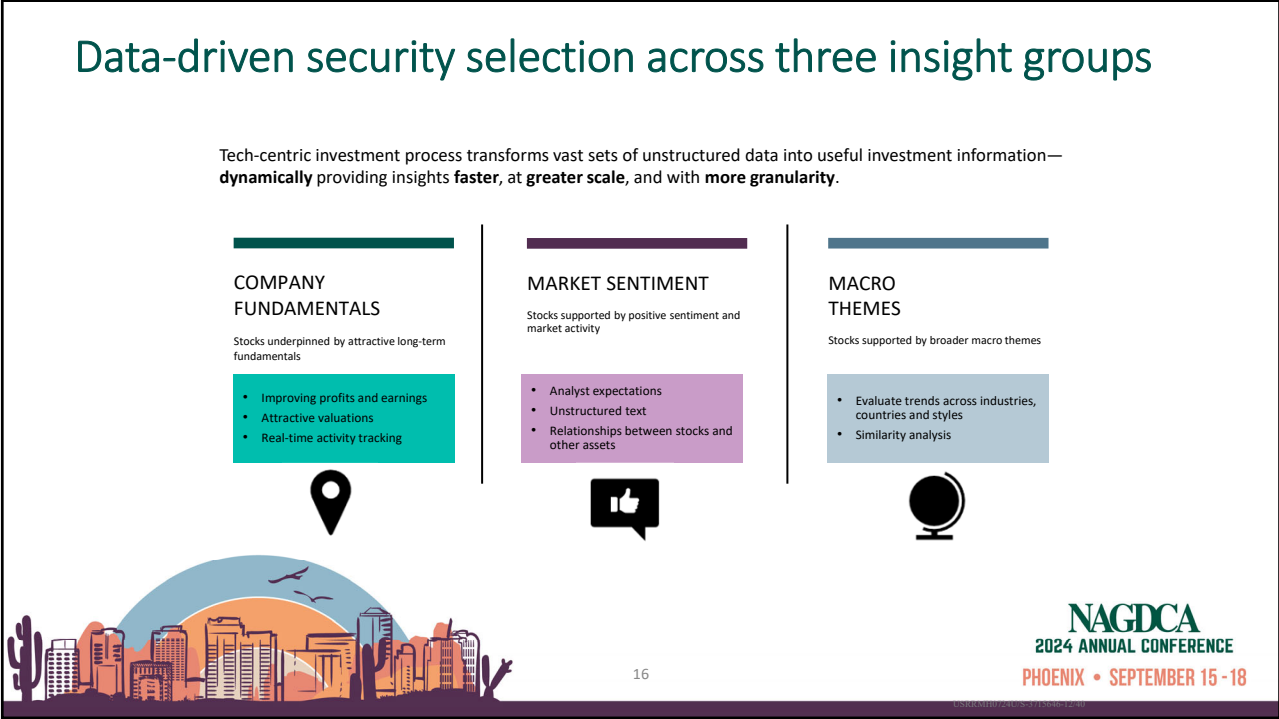 Data-driven security selection across three insight groups
Tech-centric investment process transforms vast sets of unstructured data into useful investment information—
dynamically providing insights faster, at greater scale, and with more granularity.
COMPANY
FUNDAMENTALS
Stocks underpinned by attractive long-term
fundamentals
• Improving profits and earnings
• Attractive valuations
• Real-time activity tracking
MARKET SENTIMENT
Stocks supported by positive sentiment and
market activity
• Analyst expectations
• Unstructured text
• Relationships between stocks and
other assets
MACRO
THEMES
Stocks supported by broader macro themes
• Evaluate trends across industries,
countries and styles
• Similarity analysis
NAGDCA
2024 ANNUAL CONFERENCE
PHOENIX • SEPTEMBER 15-18
16
USRRMH0724U/S-3715646-12/40